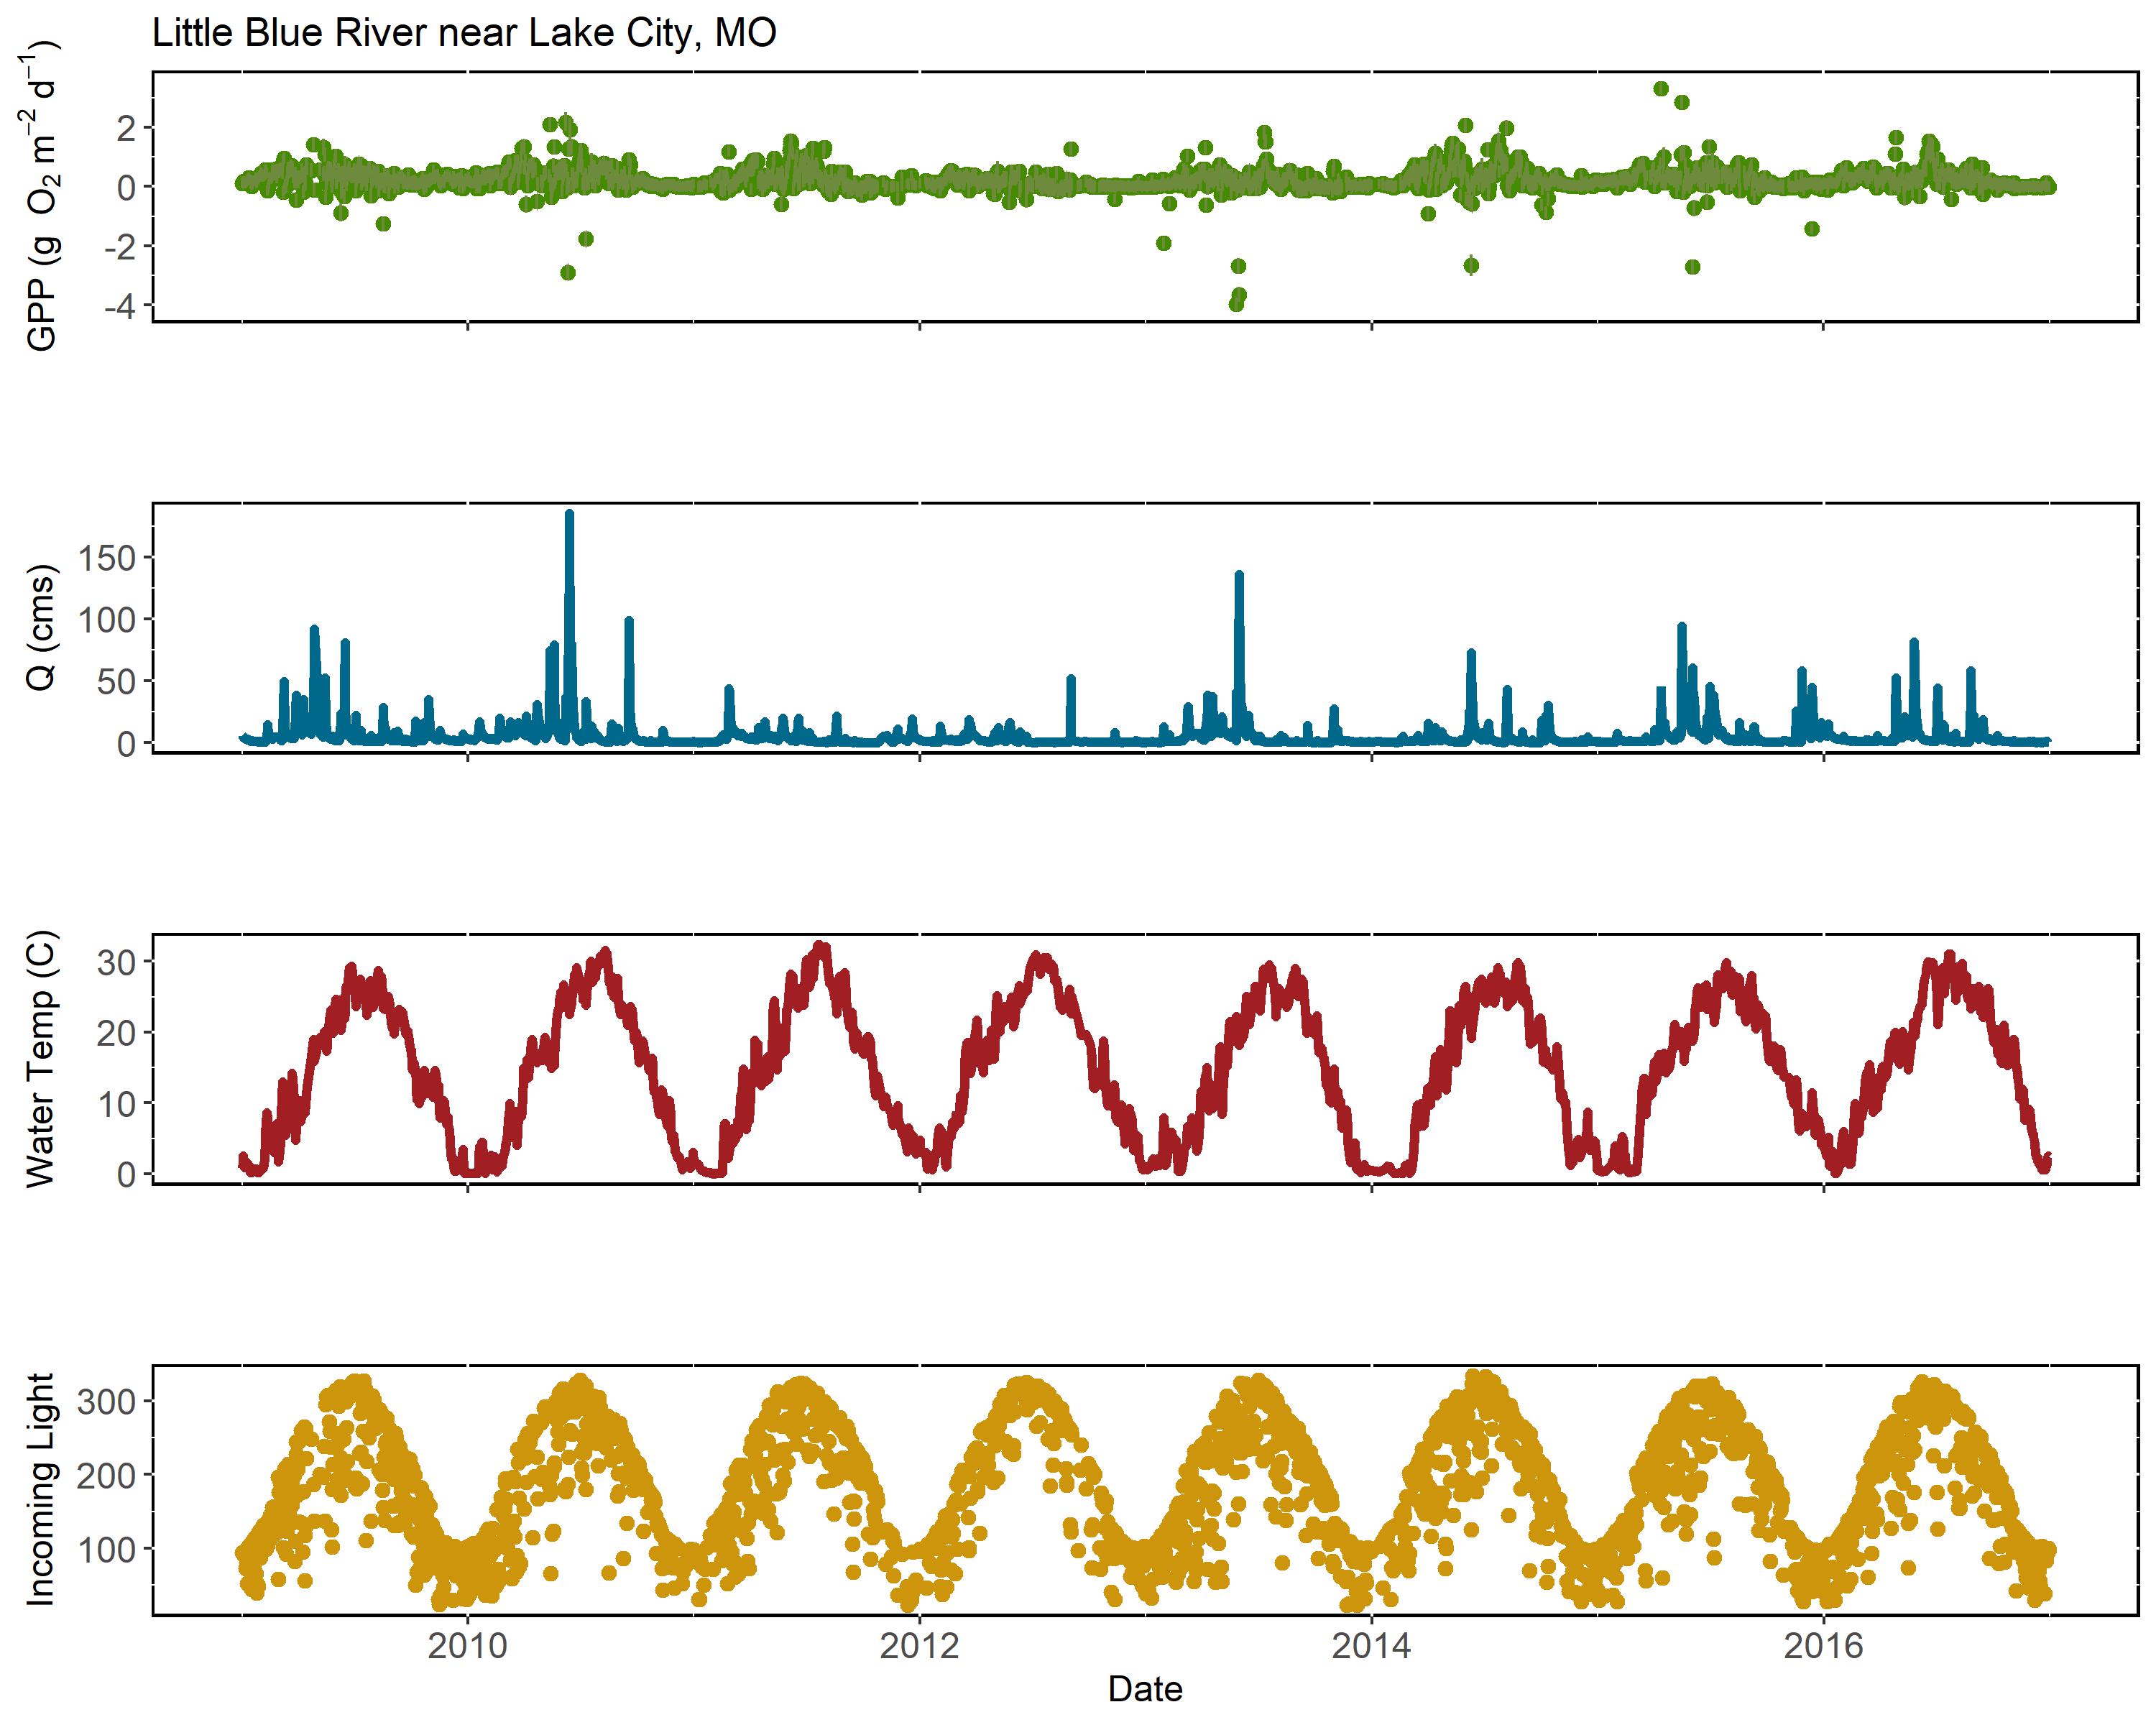 Little Blue River near Lake City, MO
GPP (g O₂ m⁻² d⁻¹)
2
0
-2
-4
Q (cms)
150
100
50
0
Water Temp (C)
30
20
10
0
Incoming Light
300
200
100
2010 2012 2014 2016
Date